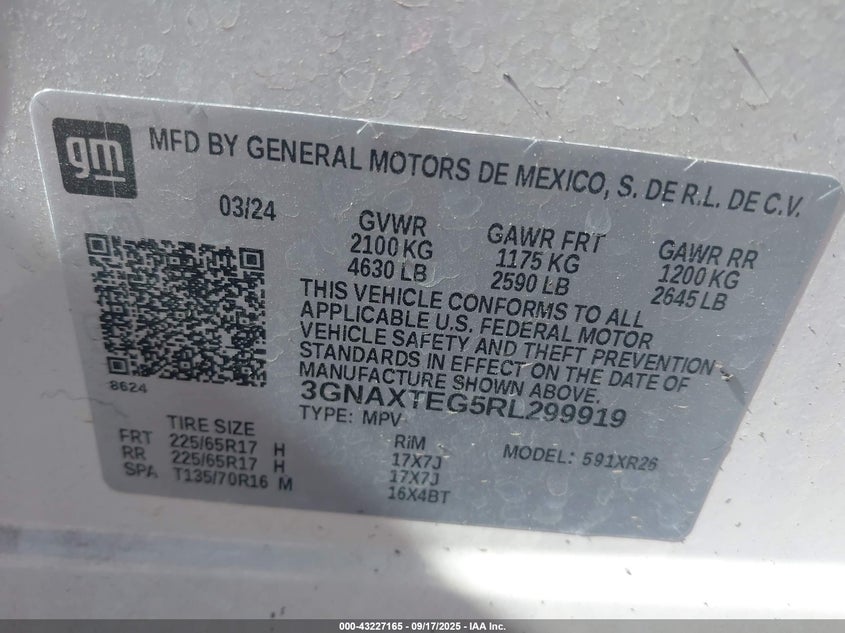 gm
MFD BY GENERAL MOTORS DE MEXICO, S. DE R.L. DE C.V.
03/24
GVWR
2100 KG
4630 LB
GAWR FRT
1175 KG
2590 LB
GAWR RR
1200 KG
2645 LB
THIS VEHICLE CONFORMS TO ALL
APPLICABLE U.S. FEDERAL MOTOR
VEHICLE SAFETY AND THEFT PREVENTION
STANDARDS IN EFFECT ON THE DATE OF
MANUFACTURE SHOWN ABOVE.
8624
3GNAXTEG5RL299919
TYPE: MPV
MODEL: 591XR26
TIRE SIZE RiM
FRT 225/65R17 H 17X7J
RR 225/65R17 H 17X7J
SPA T135/70R16 M 16X4BT
000-43227165 - 09/17/2025 - IAA Inc.